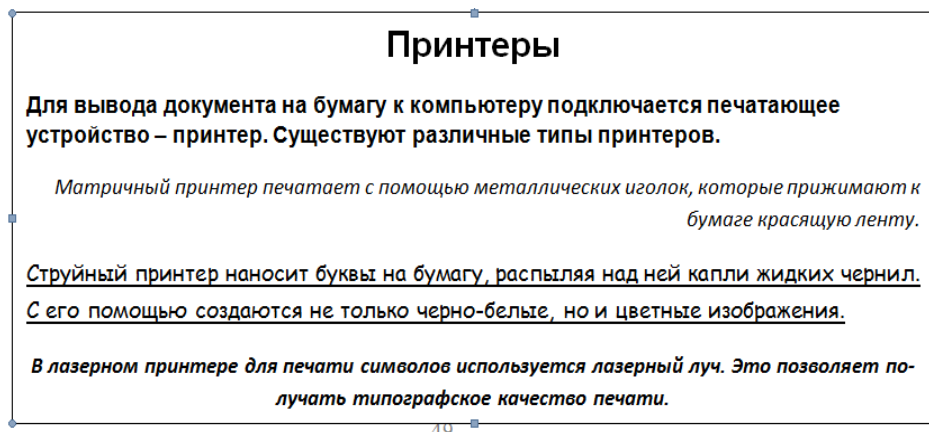 Принтеры
Для вывода документа на бумагу к компьютеру подключается печатающее
устройство – принтер. Существуют различные типы принтеров.
Матричный принтер печатает с помощью металлических иголок, которые прижимают к
бумаге красящую ленту.
Струйный принтер наносит буквы на бумагу, распыляя над ней капли жидких чернил.
С его помощью создаются не только черно-белые, но и цветные изображения.
В лазерном принтере для печати символов используется лазерный луч. Это позволяет по-
лучать типографское качество печати.
49